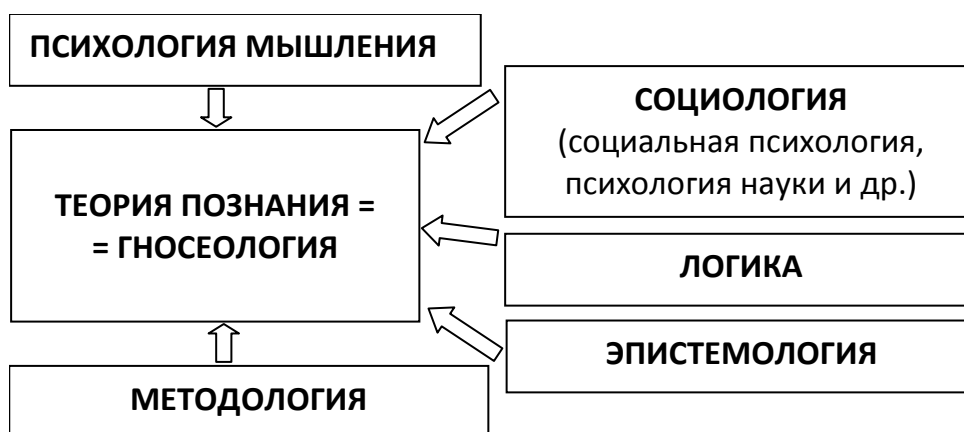 ПСИХОЛОГИЯ МЫШЛЕНИЯ
СОЦИОЛОГИЯ
(социальная психология,
психология науки и др.)
ТЕОРИЯ ПОЗНАНИЯ =
= ГНОСЕОЛОГИЯ
ЛОГИКА
ЭПИСТЕМОЛОГИЯ
МЕТОДОЛОГИЯ